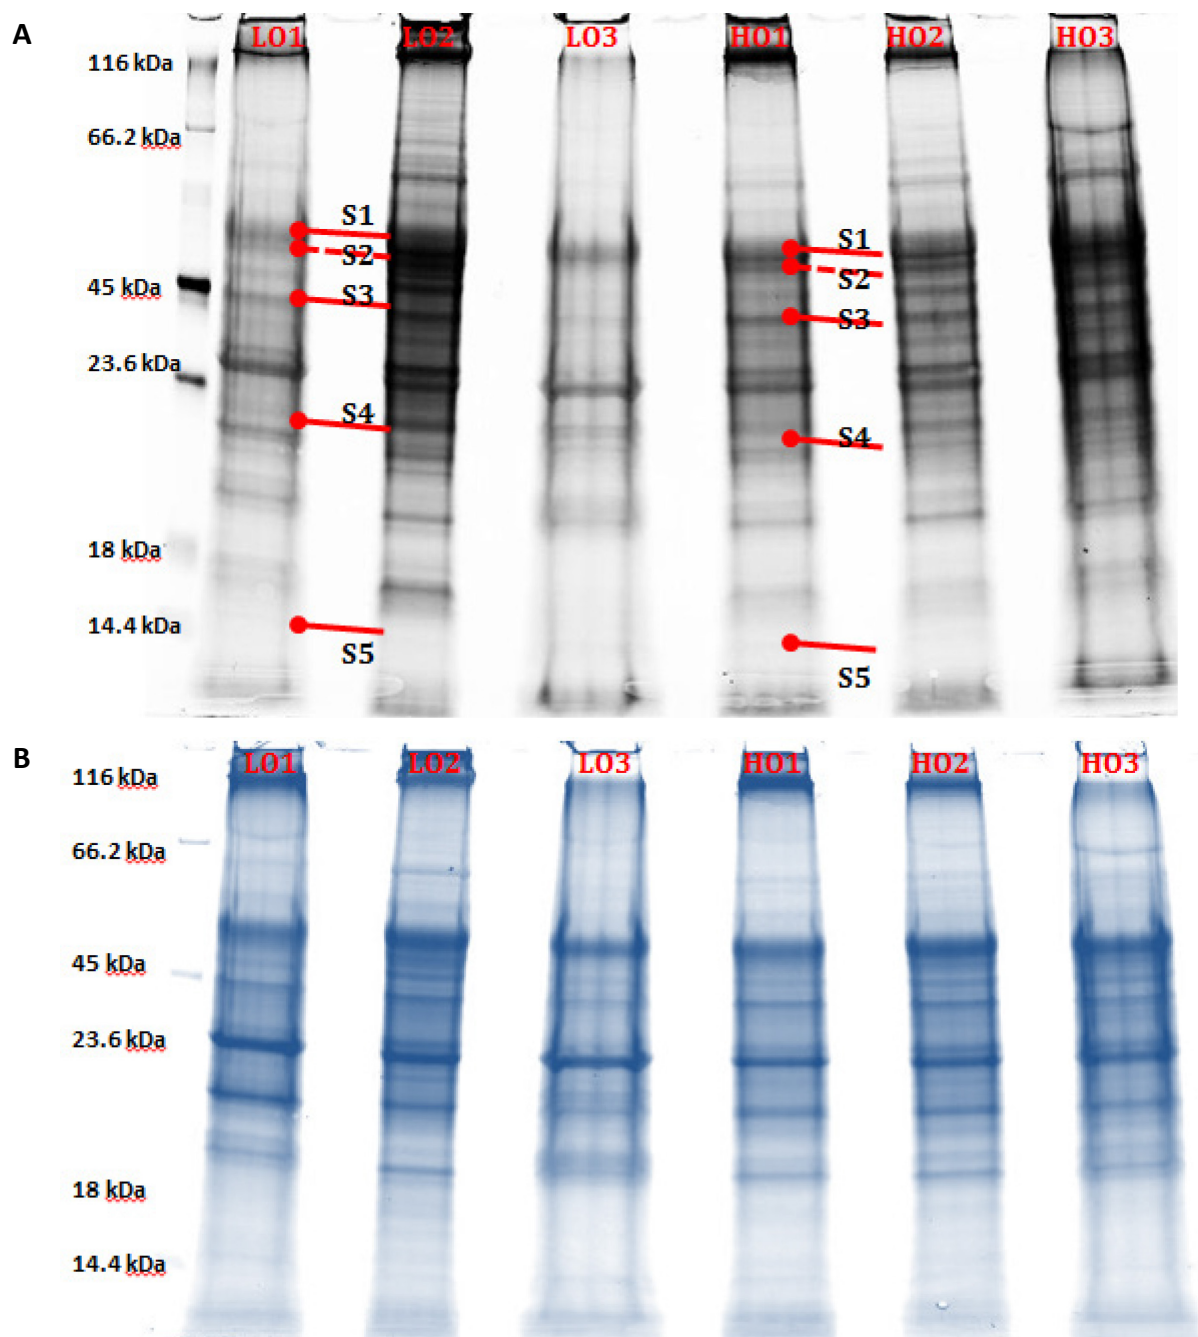 A
LO1 LO2 LO3 HO1 HO2 HO3
116 kDa
66.2 kDa
S1 S1
S2 S2
45 kDa S3 S3
23.6 kDa
S4 S4
18 kDa
14.4 kDa
S5 S5
B
LO1 LO2 LO3 HO1 HO2 HO3
116 kDa
66.2 kDa
45 kDa
23.6 kDa
18 kDa
14.4 kDa